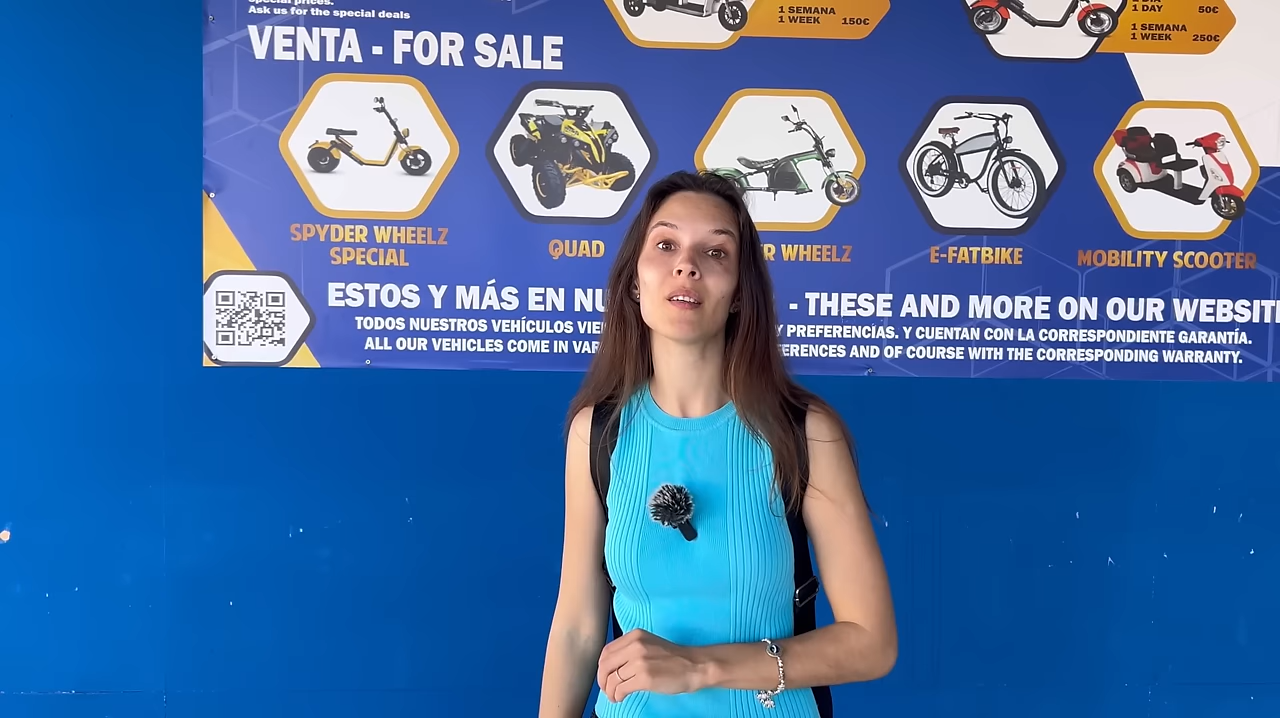 special prices.
Ask us for the special deals
1 SEMANA
1 WEEK 150€
1 DAY 50€
1 SEMANA
1 WEEK 250€
VENTA - FOR SALE
SPYDER WHEELZ
SPECIAL
QUAD
R WHEELZ
E-FATBIKE
MOBILITY SCOOTER
ESTOS Y MÁS EN NU - THESE AND MORE ON OUR WEBSIT
TODOS NUESTROS VEHÍCULOS VIE Y PREFERENCÍAS. Y CUENTAN CON LA CORRESPONDIENTE GARANTÍA.
ALL OUR VEHICLES COME IN VAR ERENCES AND OF COURSE WITH THE CORRESPONDING WARRANTY.